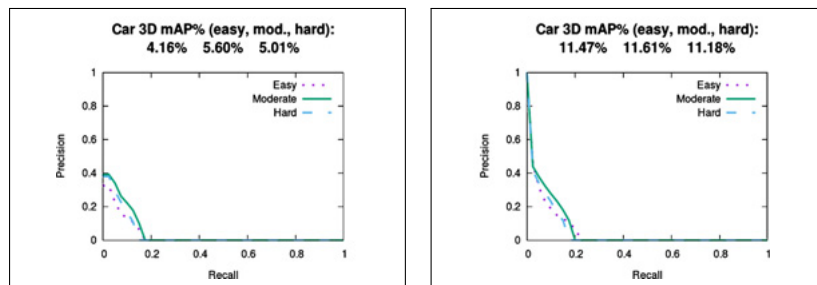 Car 3D mAP% (easy, mod., hard):
4.16% 5.60% 5.01%
1
0.8
0.6
0.4
0.2
0
Precision
Easy
Moderate
Hard
0 0.2 0.4 0.6 0.8 1
Recall
Car 3D mAP% (easy, mod., hard):
11.47% 11.61% 11.18%
1
0.8
0.6
0.4
0.2
0
Precision
Easy
Moderate
Hard
0 0.2 0.4 0.6 0.8 1
Recall